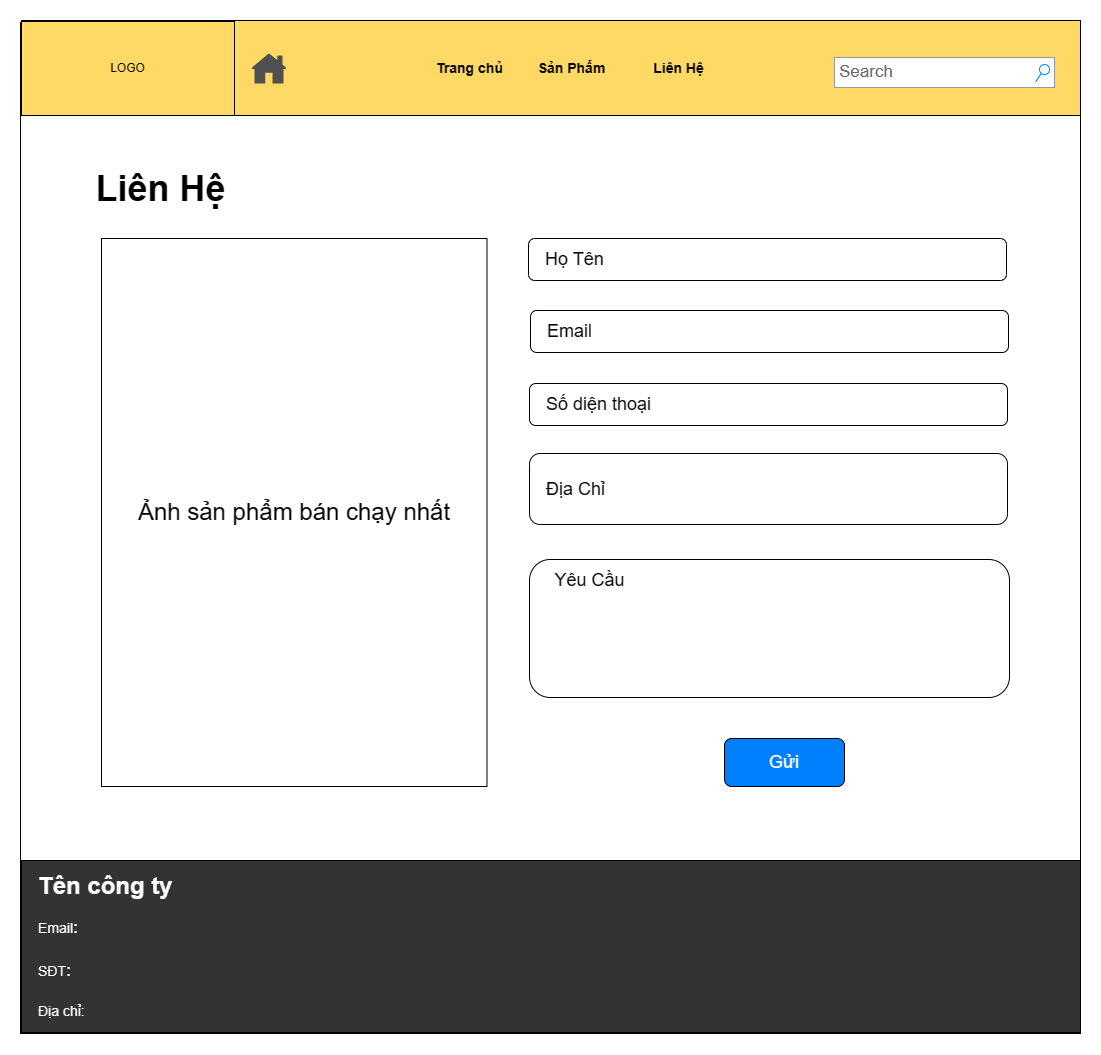 LOGO
Trang chủ
Sản Phẩm
Liên Hệ
Search
Liên Hệ
Ảnh sản phẩm bán chạy nhất
Họ Tên
Email
Số diện thoại
Địa Chỉ
Yêu Cầu
Gửi
Tên công ty
Email:
SĐT:
Địa chỉ: